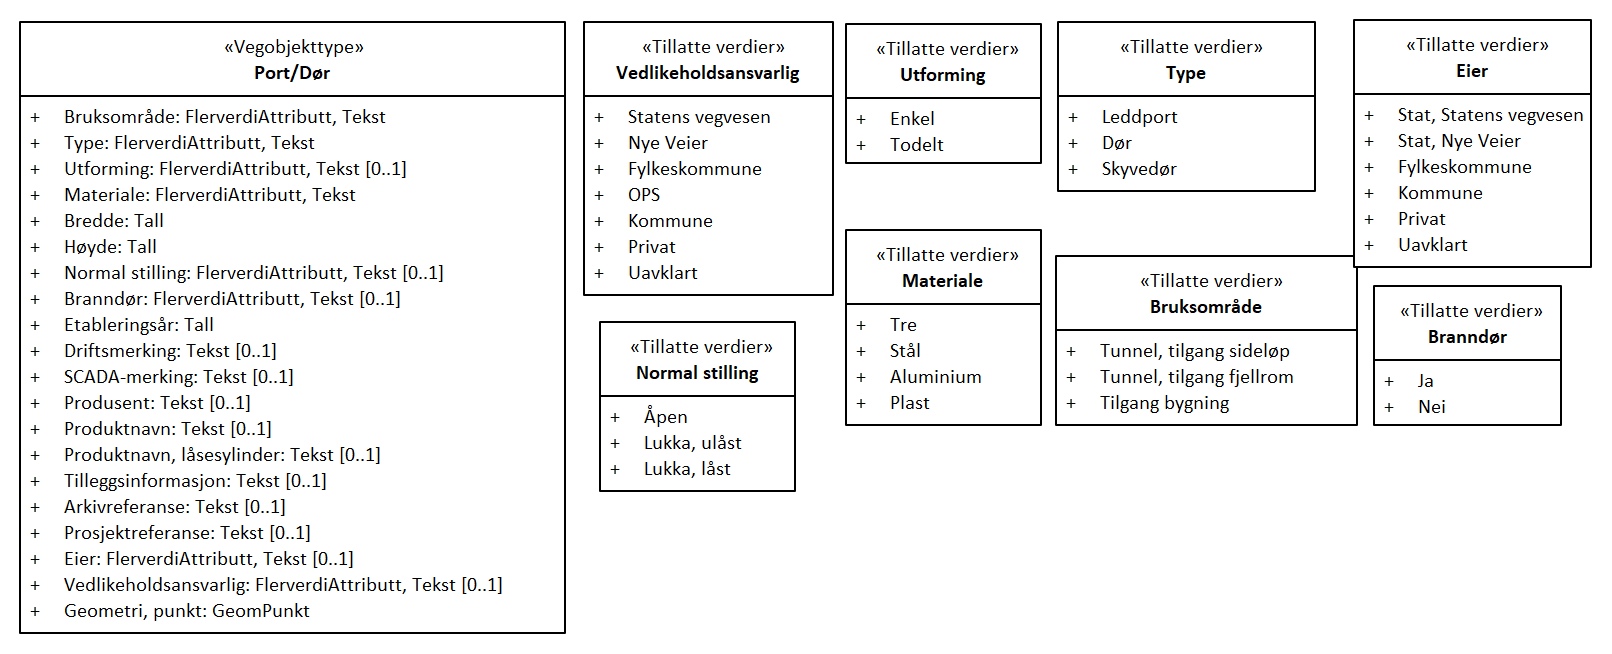 «Vegobjekttype»
Port/Dør
+ Bruksområde: FlerverdiAttributt, Tekst
+ Type: FlerverdiAttributt, Tekst
+ Utforming: FlerverdiAttributt, Tekst [0..1]
+ Materiale: FlerverdiAttributt, Tekst
+ Bredde: Tall
+ Høyde: Tall
+ Normal stilling: FlerverdiAttributt, Tekst [0..1]
+ Branndør: FlerverdiAttributt, Tekst [0..1]
+ Etableringsår: Tall
+ Driftsmerking: Tekst [0..1]
+ SCADA-merking: Tekst [0..1]
+ Produsent: Tekst [0..1]
+ Produktnavn: Tekst [0..1]
+ Produktnavn, låsesylinder: Tekst [0..1]
+ Tilleggsinformasjon: Tekst [0..1]
+ Arkivreferanse: Tekst [0..1]
+ Prosjektreferanse: Tekst [0..1]
+ Eier: FlerverdiAttributt, Tekst [0..1]
+ Vedlikeholdsansvarlig: FlerverdiAttributt, Tekst [0..1]
+ Geometri, punkt: GeomPunkt
«Tillatte verdier»
Vedlikeholdsansvarlig
+ Statens vegvesen
+ Nye Veier
+ Fylkeskommune
+ OPS
+ Kommune
+ Privat
+ Uavklart
«Tillatte verdier»
Normal stilling
+ Åpen
+ Lukka, ulåst
+ Lukka, låst
«Tillatte verdier»
Utforming
+ Enkel
+ Todelt
«Tillatte verdier»
Materiale
+ Tre
+ Stål
+ Aluminium
+ Plast
«Tillatte verdier»
Type
+ Leddport
+ Dør
+ Skyvedør
«Tillatte verdier»
Bruksområde
+ Tunnel, tilgang sideløp
+ Tunnel, tilgang fjellrom
+ Tilgang bygning
«Tillatte verdier»
Eier
+ Stat, Statens vegvesen
+ Stat, Nye Veier
+ Fylkeskommune
+ Kommune
+ Privat
+ Uavklart
«Tillatte verdier»
Branndør
+ Ja
+ Nei